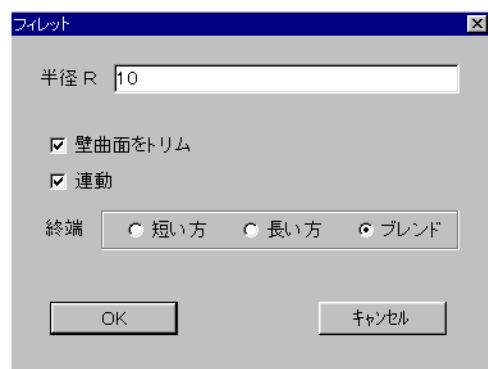 フィレット
半径R 10
壁曲面をトリム
連動
終端 短い方 長い方 ブレンド
OK キャンセル